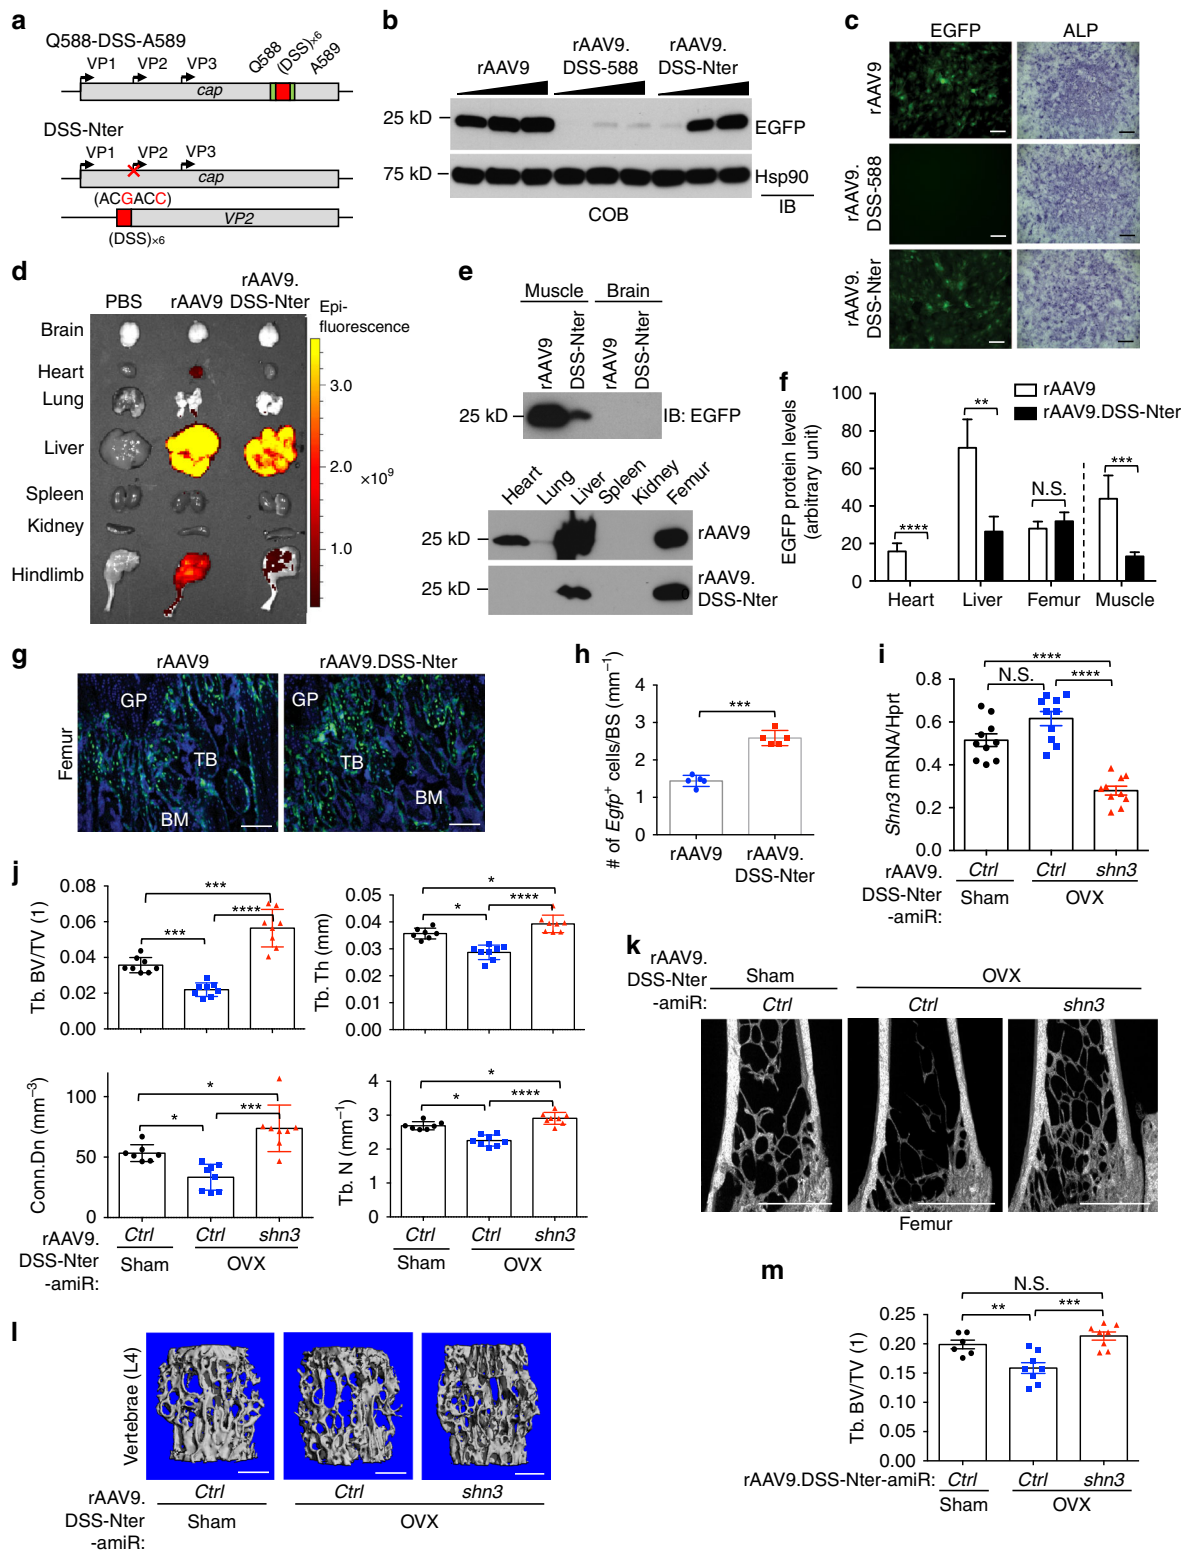 a
Q588-DSS-A589
Q588
(DSS)×6
A589
VP1
VP2
VP3
cap
DSS-Nter
VP1
VP2
VP3
cap
(ACGACC)
VP2
(DSS)×6
b
rAAV9
rAAV9.
DSS-588
rAAV9.
DSS-Nter
25 kD
EGFP
75 kD
Hsp90
COB
IB
c
EGFP
ALP
rAAV9
rAAV9.
DSS-588
rAAV9.
DSS-Nter
d
PBS
rAAV9
rAAV9.
DSS-Nter
Epi-
fluorescence
Brain
Heart
Lung
Liver
Spleen
Kidney
Hindlimb
3.0
2.0
×10⁹
1.0
e
Muscle
Brain
rAAV9
DSS-Nter
rAAV9
DSS-Nter
25 kD
IB: EGFP
Heart
Lung
Liver
Spleen
Kidney
Femur
25 kD
rAAV9
25 kD
rAAV9.
DSS-Nter
0
f
EGFP protein levels
(arbitrary unit)
100
80
60
40
20
0
rAAV9
rAAV9.DSS-Nter
****
**
N.S.
***
Heart
Liver
Femur
Muscle
g
rAAV9
rAAV9.DSS-Nter
Femur
GP
TB
BM
GP
TB
BM
h
# of Egfp⁺ cells/BS (mm⁻¹)
4
3
2
1
0
***
rAAV9
rAAV9.
DSS-Nter
i
Shn3 mRNA/Hprt
0.8
0.6
0.4
0.2
0.0
****
N.S.
****
rAAV9.
DSS-Nter
-amiR:
Ctrl
Ctrl
shn3
Sham
OVX
j
Tb. BV/TV (1)
0.08
0.06
0.04
0.02
0.00
***
****
***
Tb. Th (mm)
0.05
0.04
0.03
0.02
0.01
0.00
*
*
****
Conn.Dn (mm⁻³)
100
50
0
*
*
***
Tb. N (mm⁻¹)
4
3
2
1
0
*
*
****
rAAV9.
DSS-Nter
-amiR:
Ctrl
Ctrl
shn3
Sham
OVX
Ctrl
Ctrl
shn3
Sham
OVX
k
rAAV9.
DSS-Nter
-amiR:
Sham
OVX
Ctrl
Ctrl
shn3
Femur
l
Vertebrae (L4)
rAAV9.
DSS-Nter
-amiR:
Ctrl
Ctrl
shn3
Sham
OVX
m
Tb. BV/TV (1)
0.25
0.20
0.15
0.10
0.05
0.00
N.S.
**
***
rAAV9.DSS-Nter-amiR:
Ctrl
Ctrl
shn3
Sham
OVX